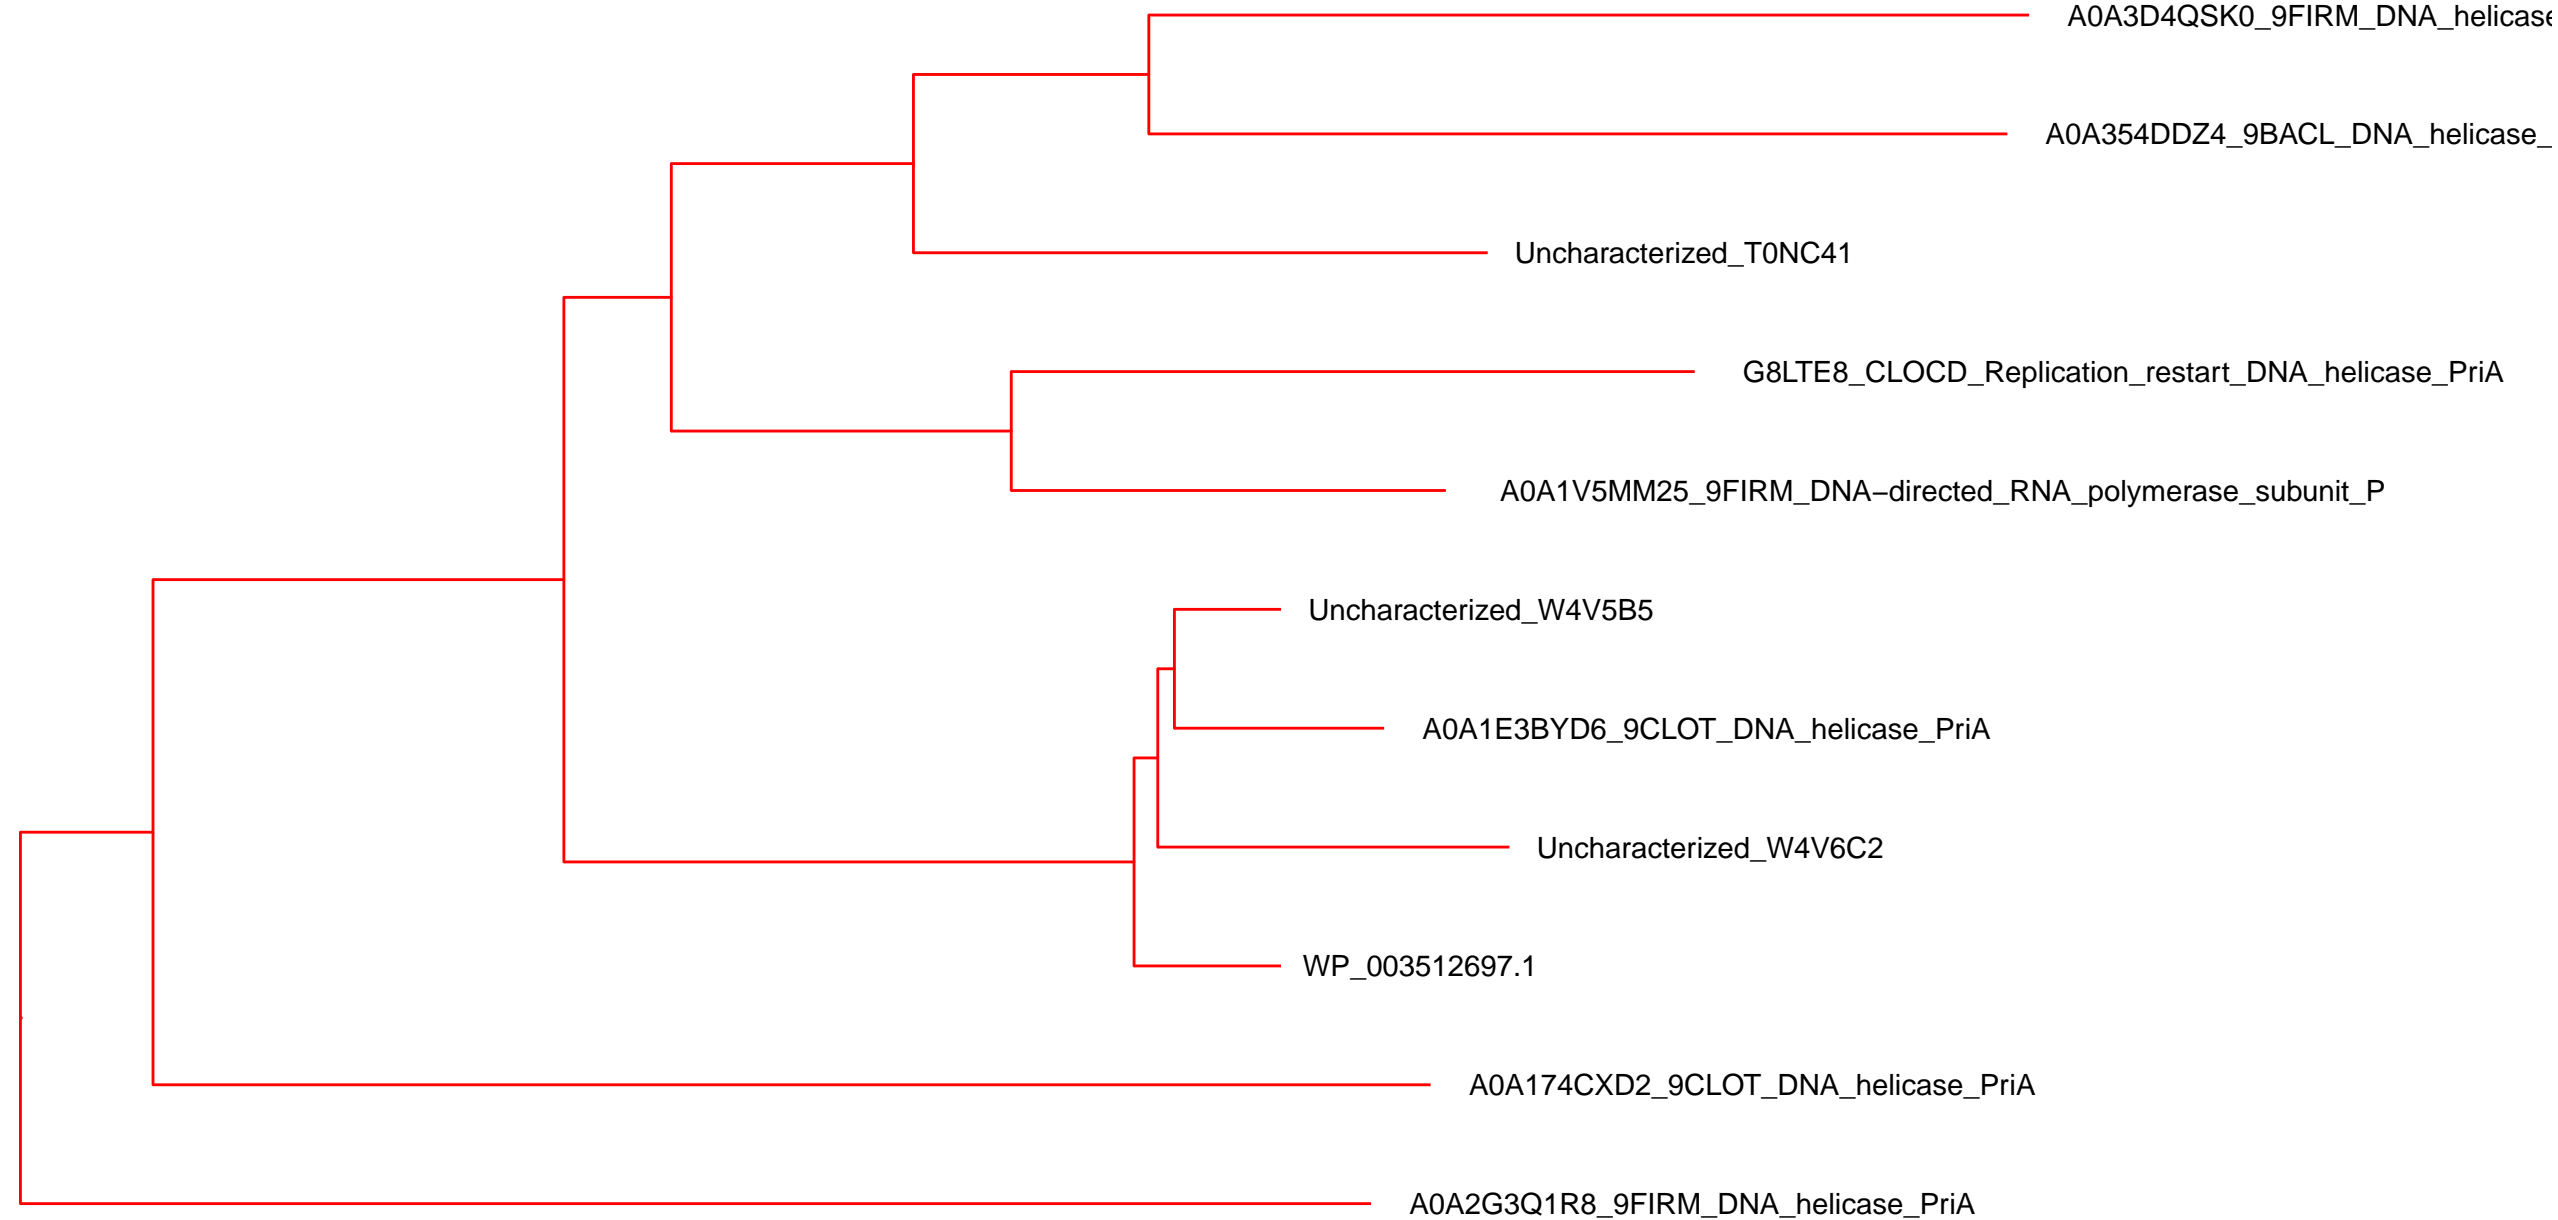 A0A3D4QSK0_9FIRM_DNA_helicase
A0A354DDZ4_9BACL_DNA_helicase_
Uncharacterized_T0NC41
G8LTE8_CLOCD_Replication_restart_DNA_helicase_PriA
A0A1V5MM25_9FIRM_DNA−directed_RNA_polymerase_subunit_P
Uncharacterized_W4V5B5
A0A1E3BYD6_9CLOT_DNA_helicase_PriA
Uncharacterized_W4V6C2
WP_003512697.1
A0A174CXD2_9CLOT_DNA_helicase_PriA
A0A2G3Q1R8_9FIRM_DNA_helicase_PriA